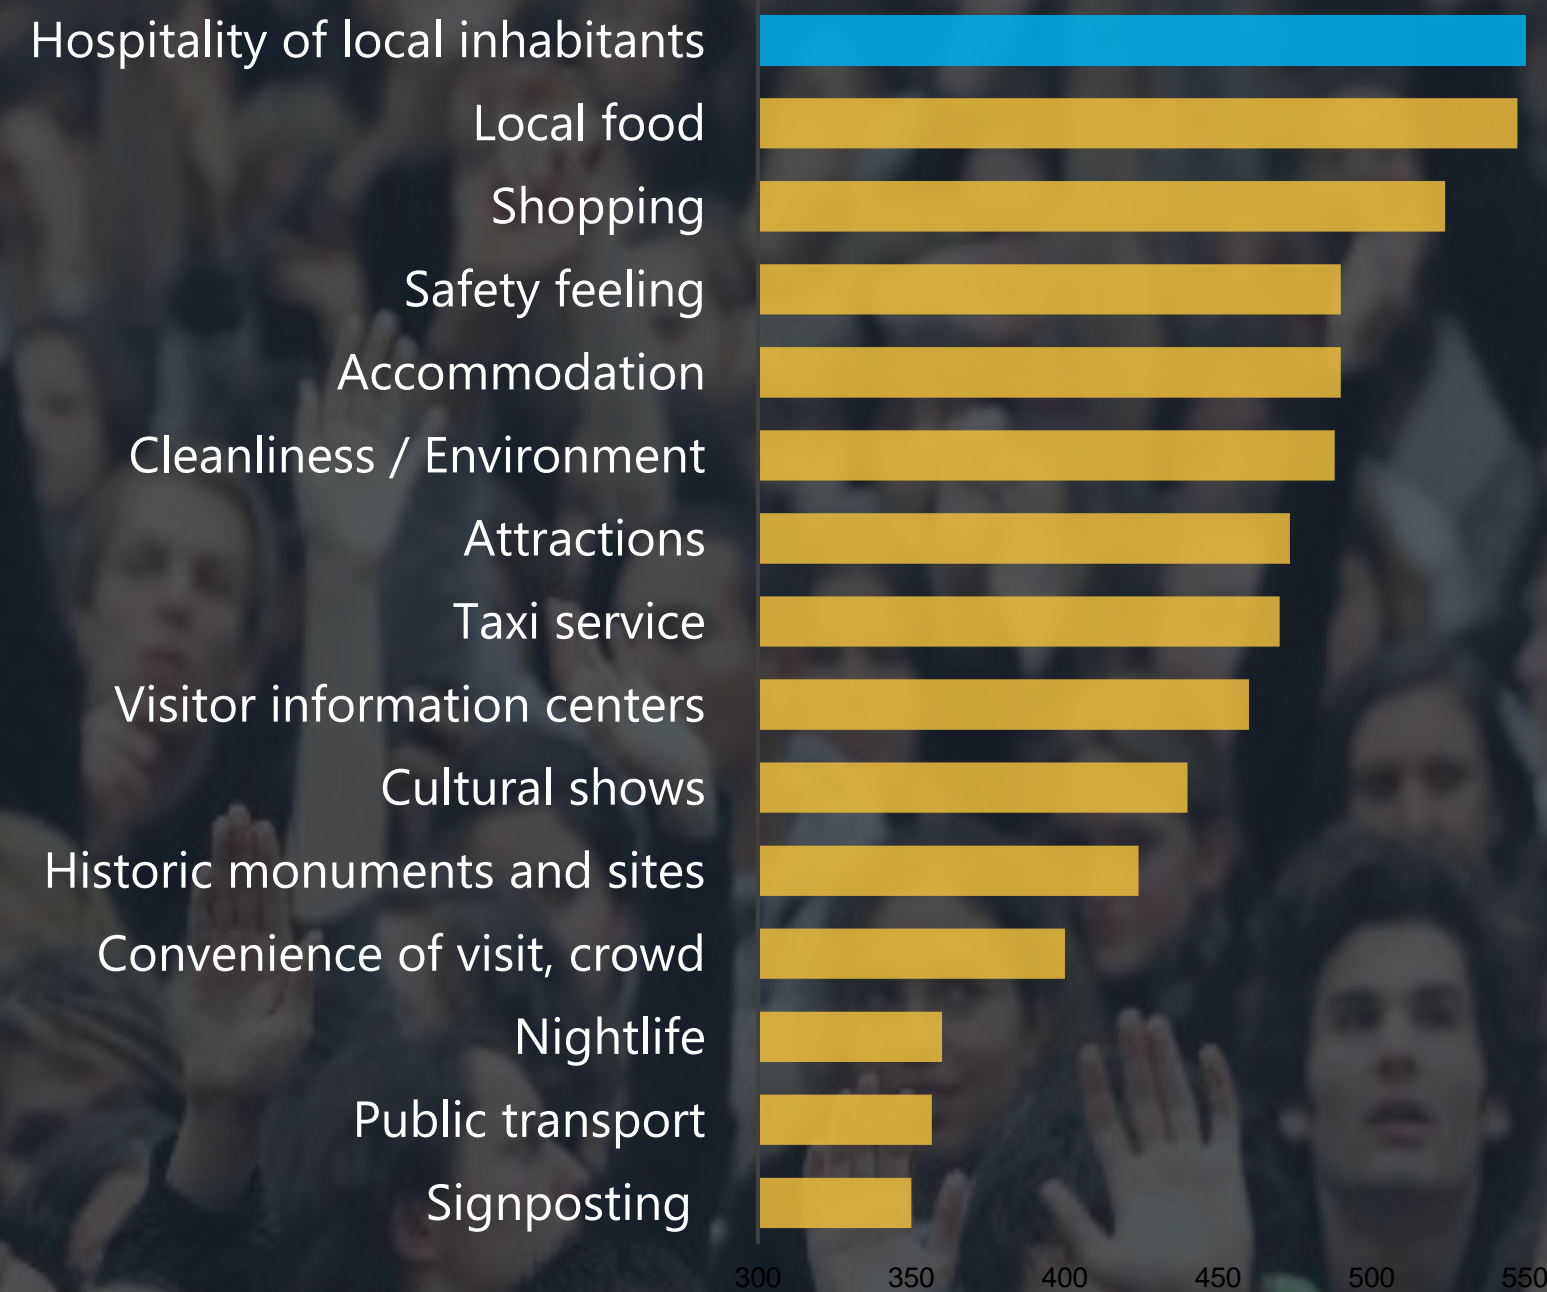 Hospitality of local inhabitants
Local food
Shopping
Safety feeling
Accommodation
Cleanliness / Environment
Attractions
Taxi service
Visitor information centers
Cultural shows
Historic monuments and sites
Convenience of visit, crowd
Nightlife
Public transport
Signposting
300 350 400 450 500 550